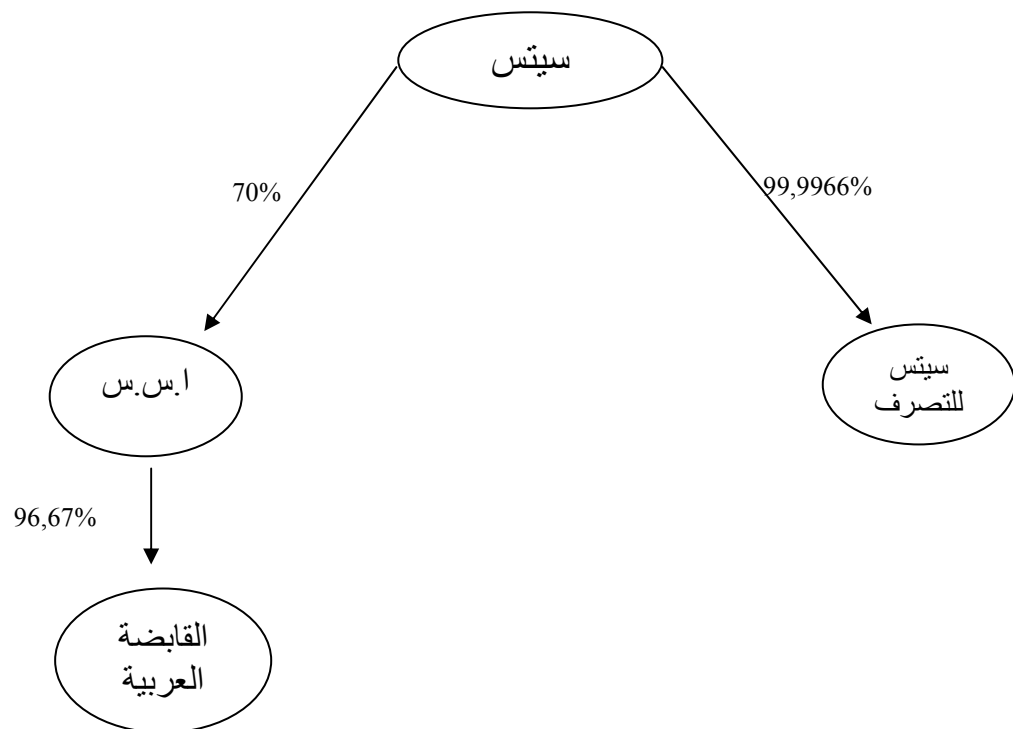 سيتس
70%
99,9966%
ا.س.س
سيتس
للتصرف
96,67%
القابضة
العربية